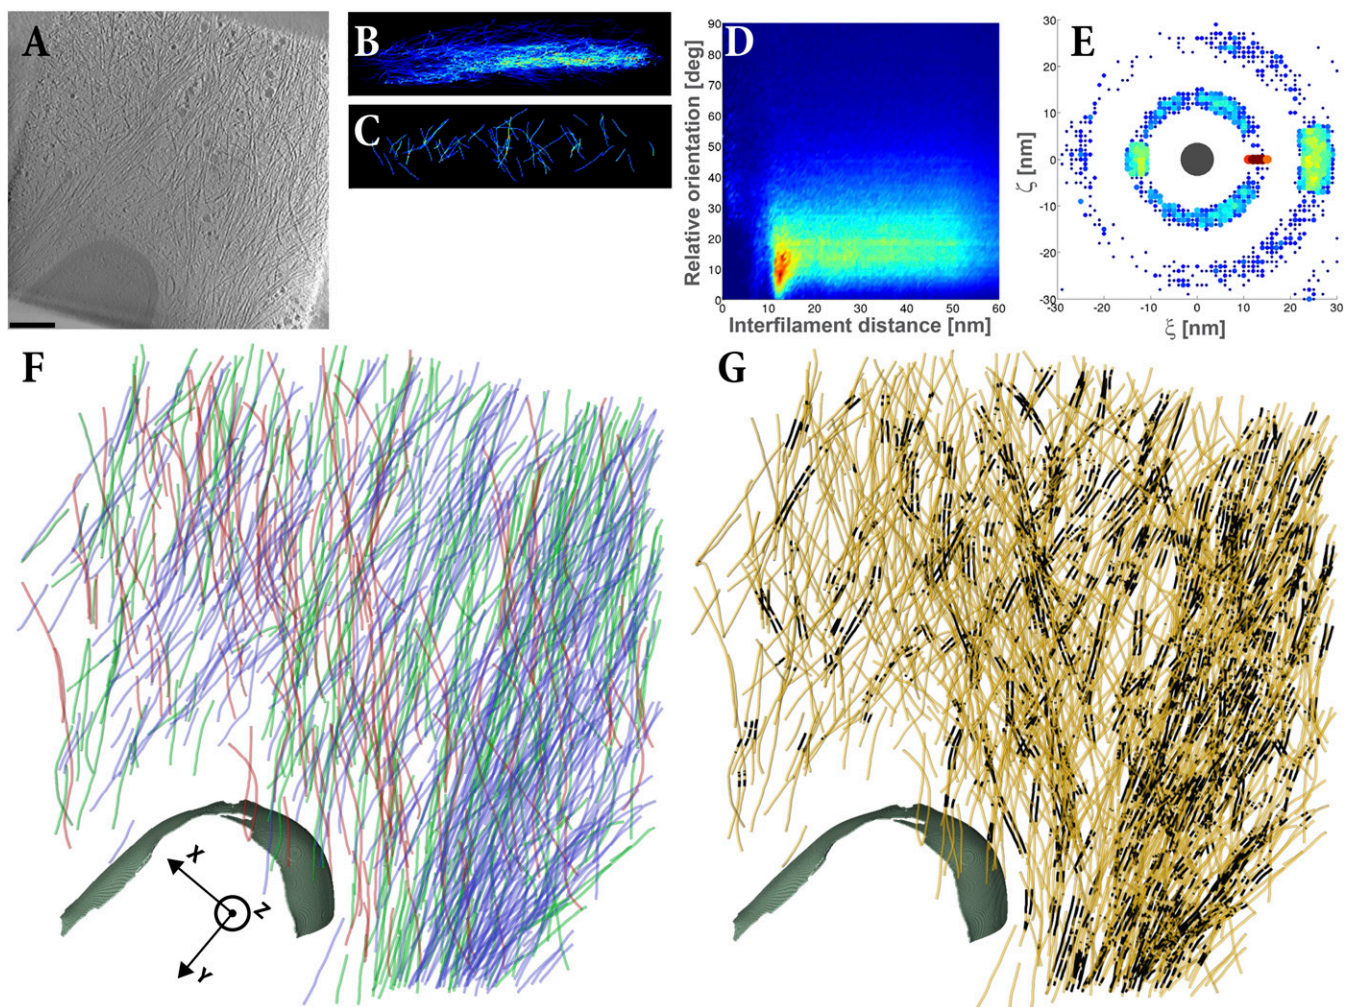 A
B
C
D
90
80
70
60
50
40
30
20
10
0
Relative orientation [deg]
0 10 20 30 40 50 60
Interfilament distance [nm]
E
30
20
10
0
-10
-20
-30
ζ [nm]
-20 -10 0 10 20 30
ξ [nm]
F
X
Z
Y
G